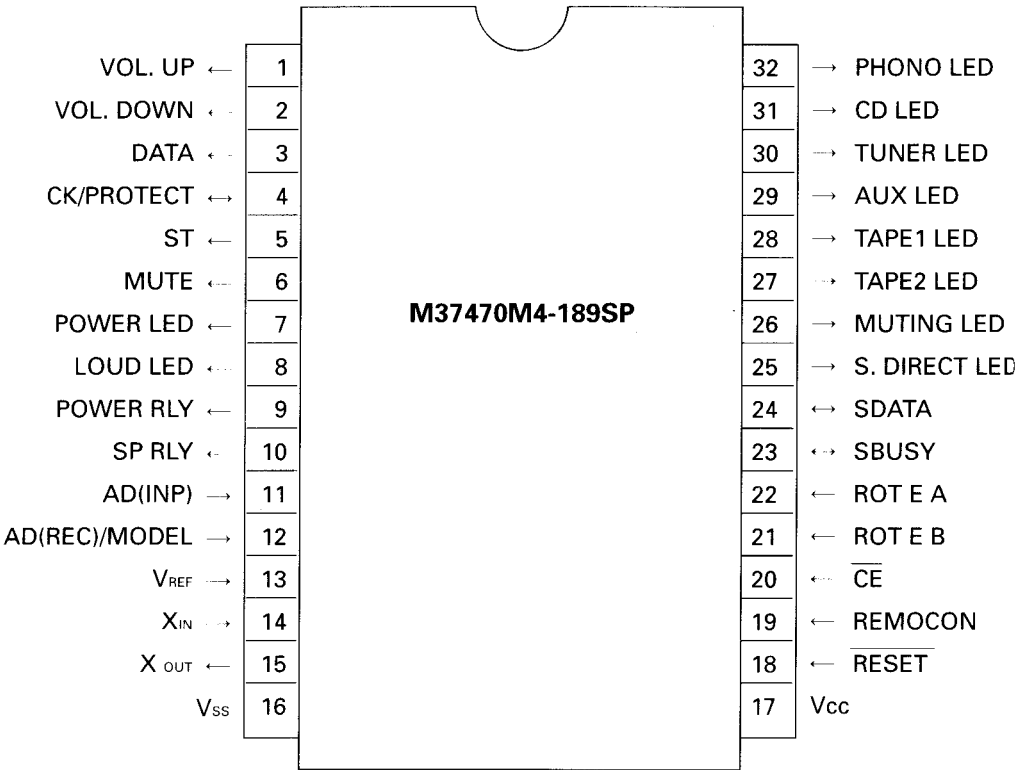 VOL. UP ← 1
VOL. DOWN ← 2
DATA ← 3
CK/PROTECT ↔ 4
ST ← 5
MUTE ← 6
POWER LED ← 7
LOUD LED ← 8
POWER RLY ← 9
SP RLY ← 10
AD(INP) → 11
AD(REC)/MODEL → 12
VREF → 13
XIN → 14
X OUT ← 15
Vss 16
M37470M4-189SP
32 → PHONO LED
31 → CD LED
30 → TUNER LED
29 → AUX LED
28 → TAPE1 LED
27 → TAPE2 LED
26 → MUTING LED
25 → S. DIRECT LED
24 ↔ SDATA
23 ↔ SBUSY
22 ← ROT E A
21 ← ROT E B
20 ← C̅E̅
19 ← REMOCON
18 ← R̅E̅S̅E̅T̅
17 Vcc